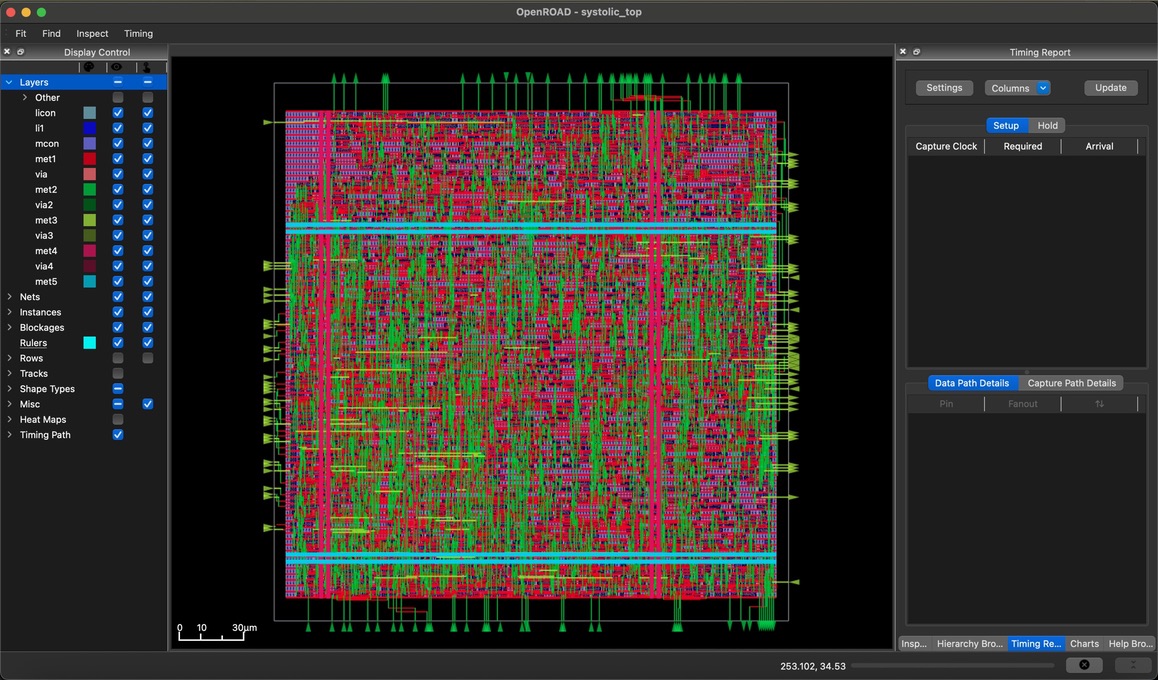 OpenROAD - systolic_top
Fit Find Inspect Timing
Display Control
Timing Report
Layers
Other
licon
li1
mcon
met1
via
met2
via2
met3
via3
met4
via4
met5
Nets
Instances
Blockages
Rulers
Rows
Tracks
Shape Types
Misc
Heat Maps
Timing Path
0 10 30μm
Settings Columns Update
Setup Hold
Capture Clock Required Arrival
Data Path Details Capture Path Details
Pin Fanout ⇅
Insp... Hierarchy Bro... Timing Re... Charts Help Bro...
253.102, 34.53